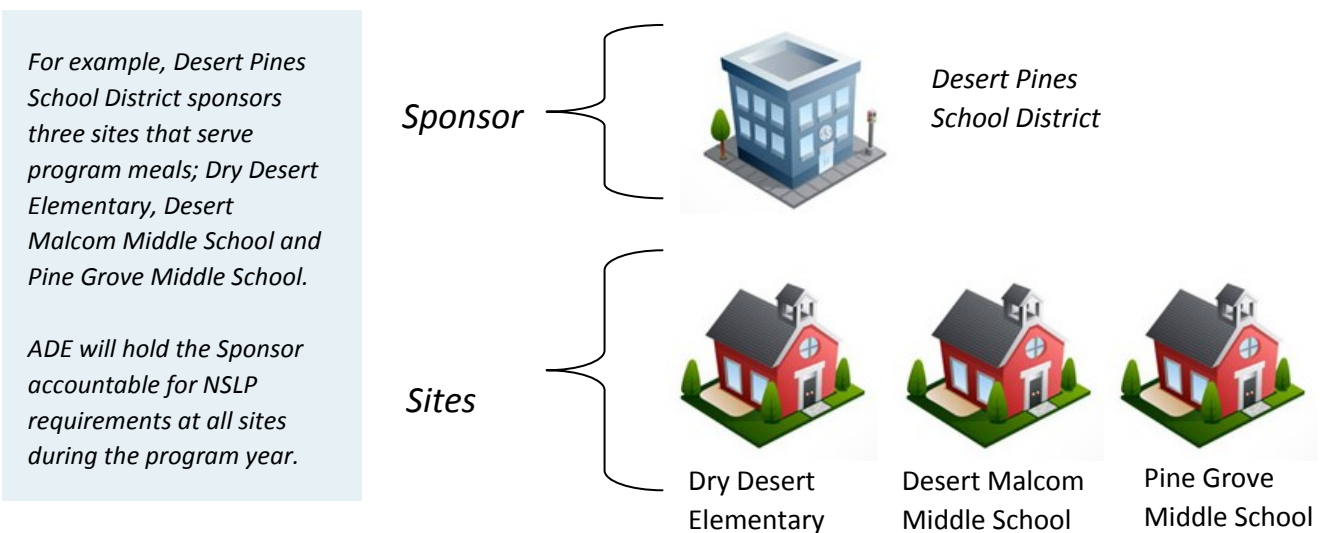 For example, Desert Pines
School District sponsors
three sites that serve
program meals; Dry Desert
Elementary, Desert
Malcom Middle School and
Pine Grove Middle School.
ADE will hold the Sponsor
accountable for NSLP
requirements at all sites
during the program year.
Sponsor
Desert Pines
School District
Sites
Dry Desert
Elementary
Desert Malcom
Middle School
Pine Grove
Middle School